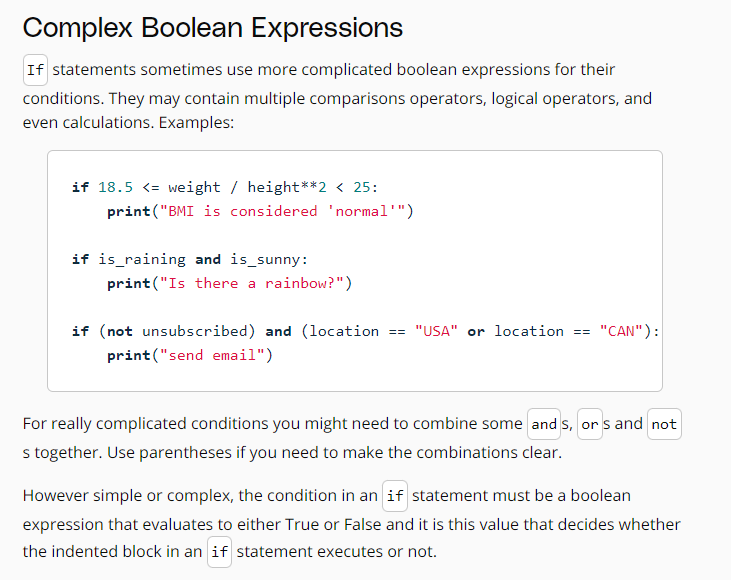 Complex Boolean Expressions
If statements sometimes use more complicated boolean expressions for their
conditions. They may contain multiple comparisons operators, logical operators, and
even calculations. Examples:
if 18.5 <= weight / height**2 < 25:
    print("BMI is considered 'normal'")
if is_raining and is_sunny:
    print("Is there a rainbow?")
if (not unsubscribed) and (location == "USA" or location == "CAN"):
    print("send email")
For really complicated conditions you might need to combine some and s, or s and not
s together. Use parentheses if you need to make the combinations clear.
However simple or complex, the condition in an if statement must be a boolean
expression that evaluates to either True or False and it is this value that decides whether
the indented block in an if statement executes or not.